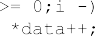 >= 0;i -)
*data++;